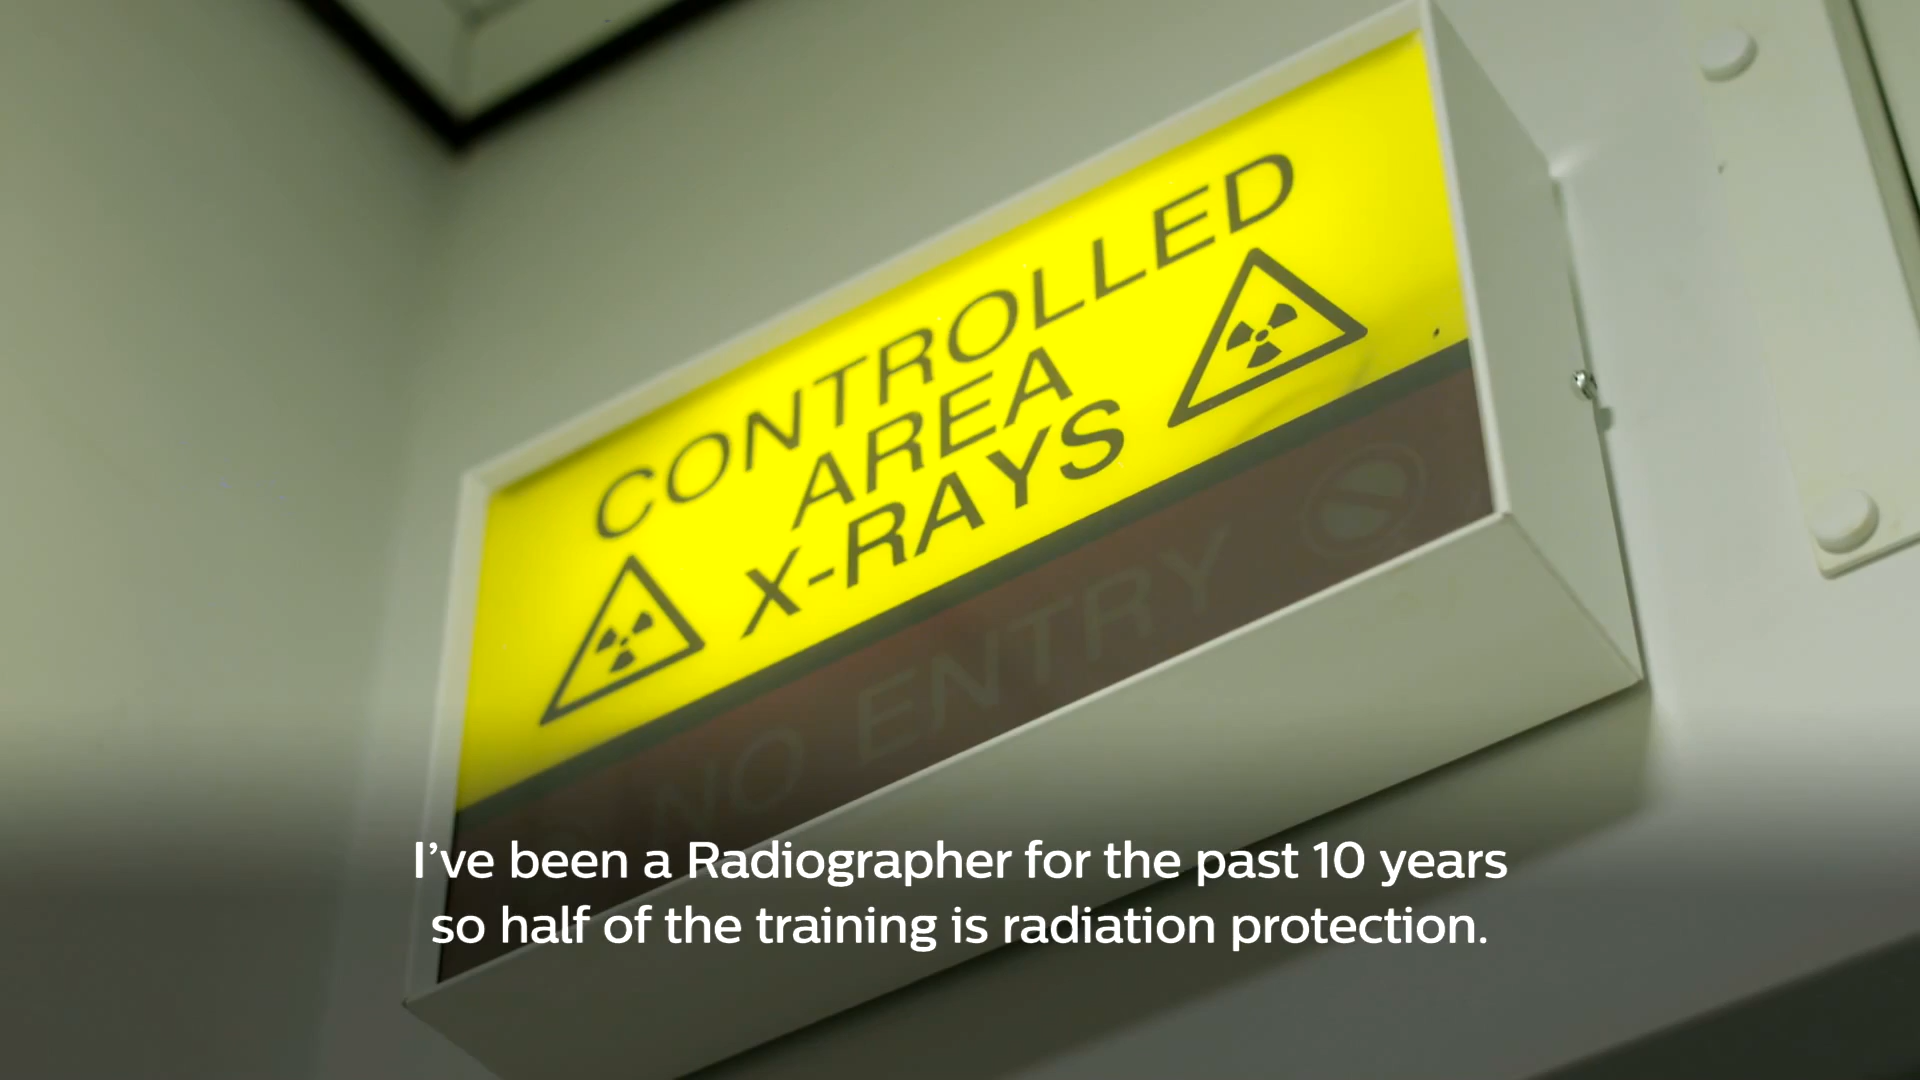 CONTROLLED
AREA
X-RAYS
NO ENTRY
I’ve been a Radiographer for the past 10 years
so half of the training is radiation protection.